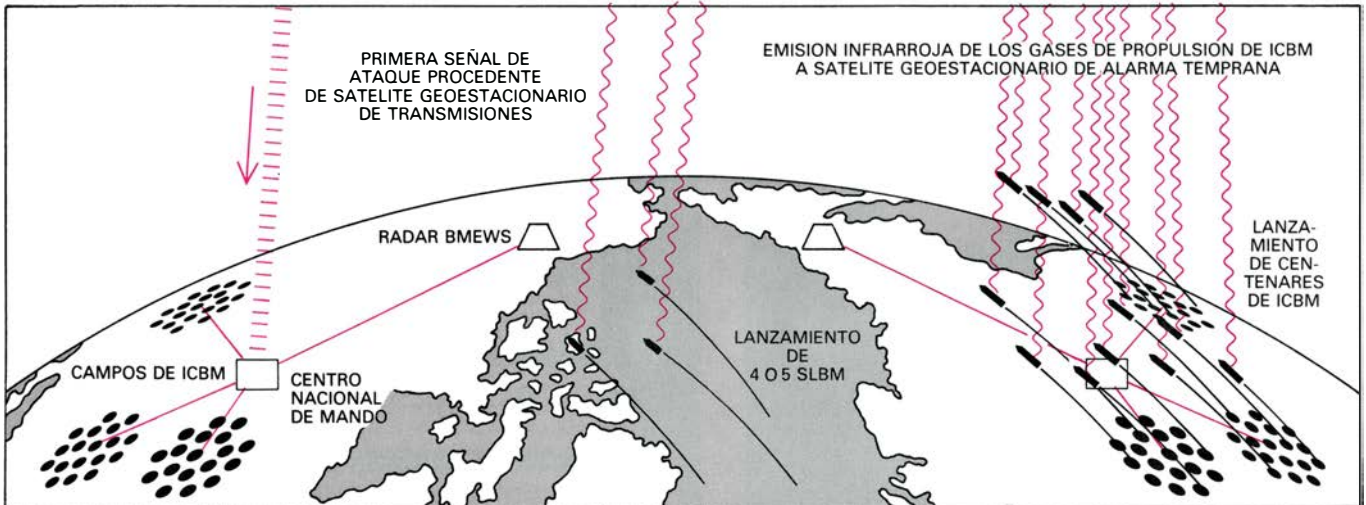 PRIMERA SEÑAL DE
ATAQUE PROCEDENTE
DE SATELITE GEOESTACIONARIO
DE TRANSMISIONES
EMISION INFRARROJA DE LOS GASES DE PROPULSION DE ICBM
A SATELITE GEOESTACIONARIO DE ALARMA TEMPRANA
RADAR BMEWS
LANZA-
MIENTO
DE CEN-
TENARES
DE ICBM
LANZAMIENTO
DE
4 O 5 SLBM
CAMPOS DE ICBM
CENTRO
NACIONAL
DE MANDO